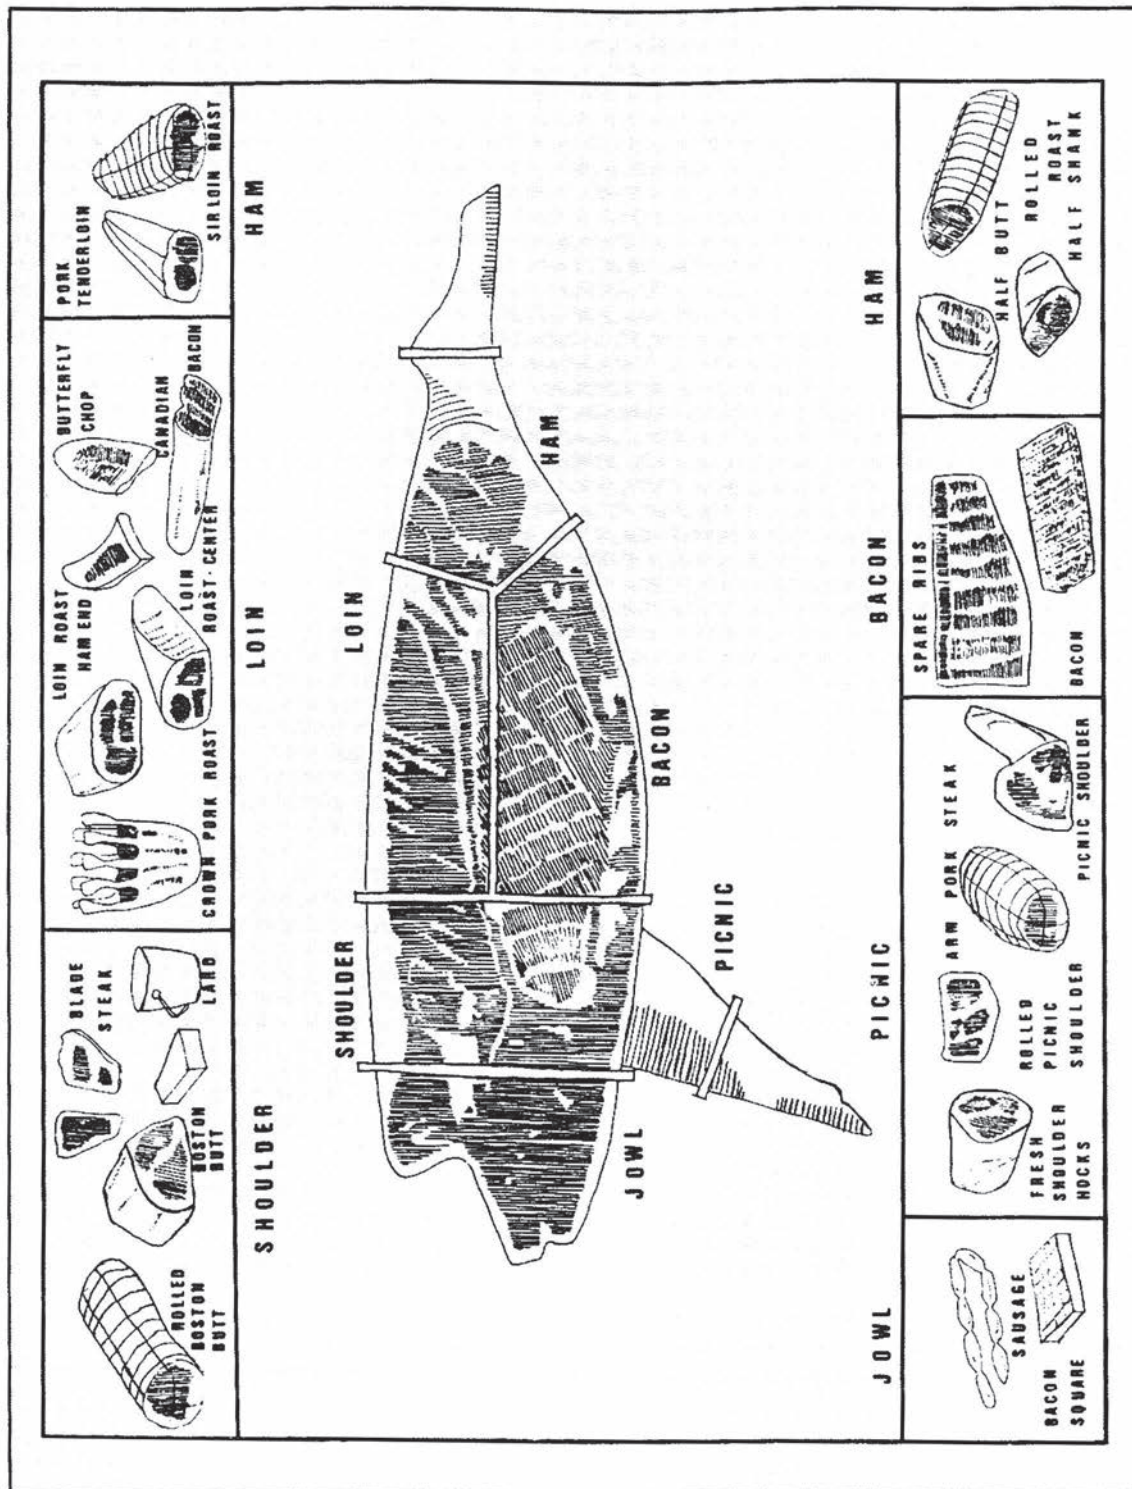 ROLLED
BOSTON
BUTT
BOSTON
BUTT
BLADE
STEAK
LARD
CROWN PORK ROAST
LOIN ROAST
HAM END
LOIN
ROAST-CENTER
BUTTERFLY
CHOP
CANADIAN
BACON
PORK
TENDERLOIN
SIRLOIN ROAST
SHOULDER
LOIN
HAM
SHOULDER
LOIN
HAM
JOWL
PICNIC
BACON
JOWL
PICNIC
BACON
HAM
SAUSAGE
BACON
SQUARE
FRESH
SHOULDER
HOCKS
ROLLED
PICNIC
SHOULDER
ARM PORK STEAK
PICNIC SHOULDER
SPARE RIBS
BACON
HALF BUTT
ROLLED
ROAST
HALF SHANK